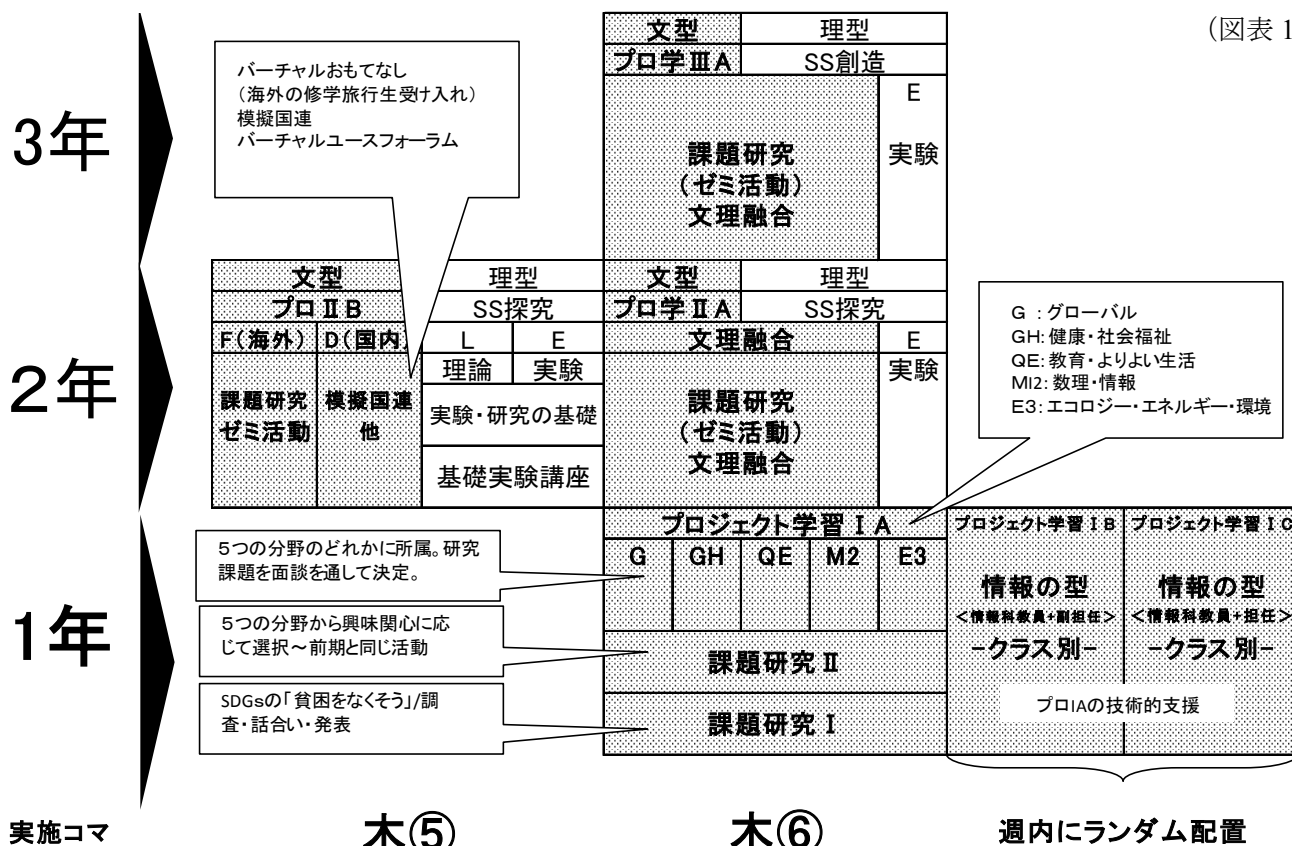 (図表 1
文型 理型
プロ学ⅢA SS創造
E
実験
課題研究
(ゼミ活動)
文理融合
3年
バーチャルおもてなし
(海外の修学旅行生受け入れ)
模擬国連
バーチャルユースフォーラム
2年
文型 理型
プロⅡB SS探究
F(海外) D(国内) L E
理論 実験
課題研究
ゼミ活動
模擬国連
他
実験・研究の基礎
基礎実験講座
文型 理型
プロ学ⅡA SS探究
文理融合 E
実験
課題研究
(ゼミ活動)
文理融合
G :グローバル
GH:健康・社会福祉
QE:教育・よりよい生活
MI2:数理・情報
E3:エコロジー・エネルギー・環境
1年
5つの分野のどれかに所属。研究
課題を面談を通して決定。
5つの分野から興味関心に応
じて選択~前期と同じ活動
SDGsの「貧困をなくそう」/調
査・話合い・発表
プロジェクト学習ⅠA
G GH QE M2 E3
課題研究Ⅱ
課題研究Ⅰ
プロジェクト学習ⅠB
情報の型
<情報科教員+副担任>
-クラス別-
プロジェクト学習ⅠC
情報の型
<情報科教員+担任>
-クラス別-
プロIAの技術的支援
実施コマ 木⑤ 木⑥ 週内にランダム配置